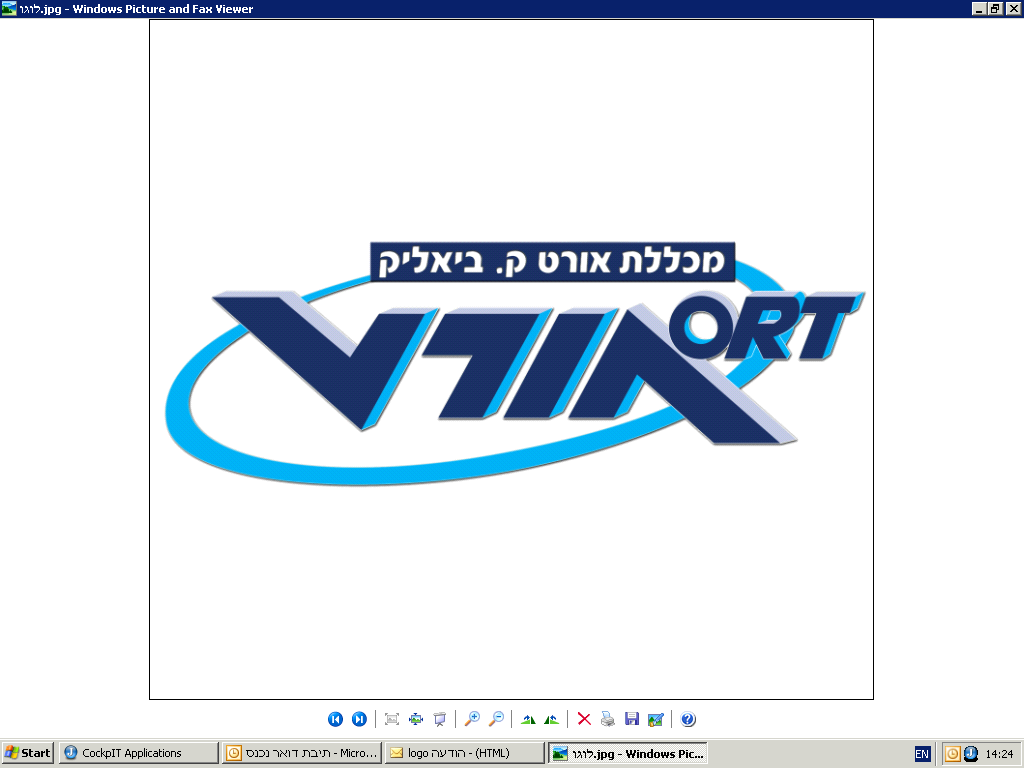 לוגו.jpg - Windows Picture and Fax Viewer
מכללת אורט ק. ביאליק
אורט
ORT
Start
CockpIT Applications
תיבת דואר נכנס - Micro...
logo הודעה - (HTML)
לוגו.jpg - Windows Pic...
EN
14:24